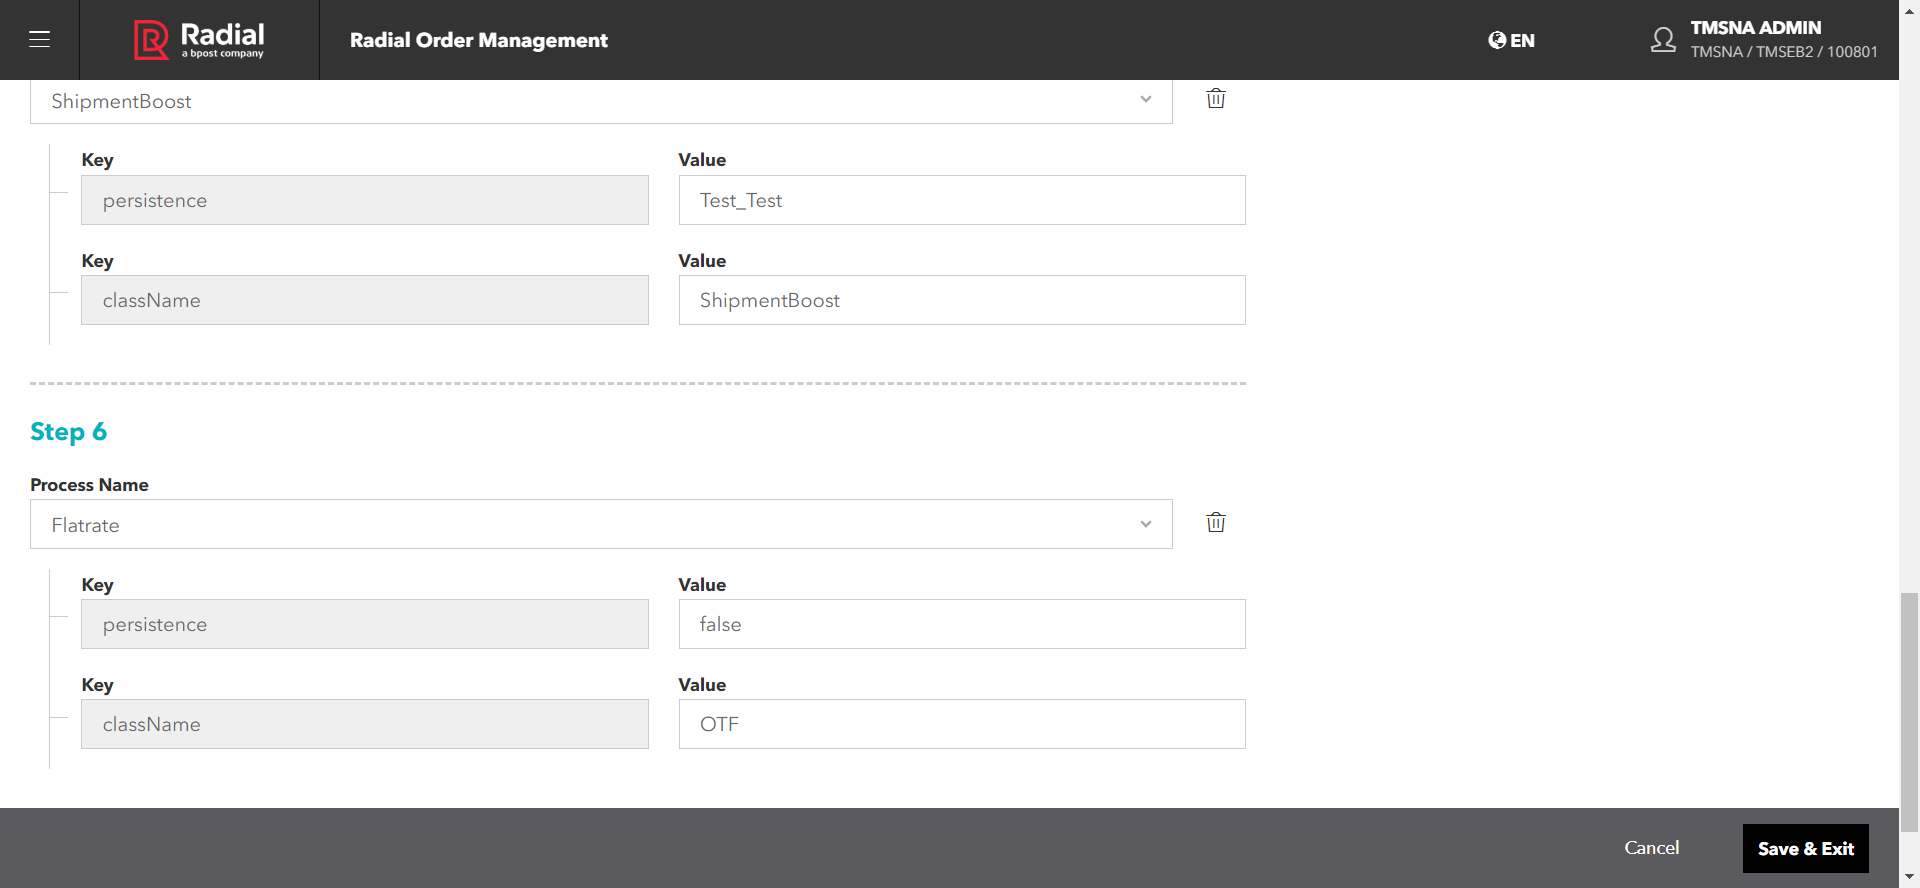 Radial
a bpost company
Radial Order Management
EN
TMSNA ADMIN
TMSNA / TMSEB2 / 100801
ShipmentBoost
Key Value
persistence Test_Test
Key Value
className ShipmentBoost
Step 6
Process Name
Flatrate
Key Value
persistence false
Key Value
className OTF
Cancel Save & Exit